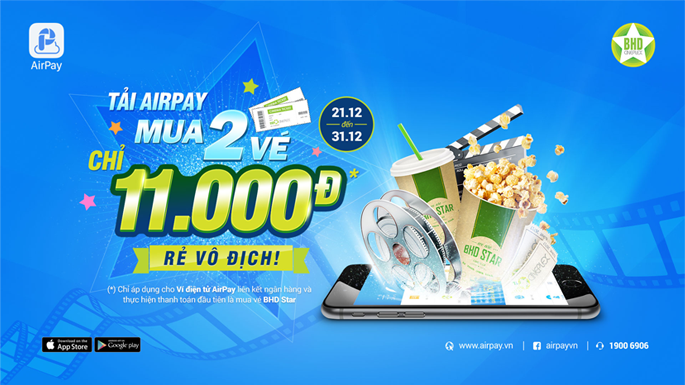 AirPay
BHD
CINEPLEX
TẢI AIRPAY
MUA 2 VÉ
21.12
đến
31.12
CHỈ
11.000Đ*
RẺ VÔ ĐỊCH!
(*) Chỉ áp dụng cho Ví điện tử AirPay liên kết ngân hàng và
thực hiện thanh toán đầu tiên là mua vé BHD Star
BHD STAR
BHD STAR
Download on the
App Store
Google play
www.airpay.vn
airpayvn
1900 6906